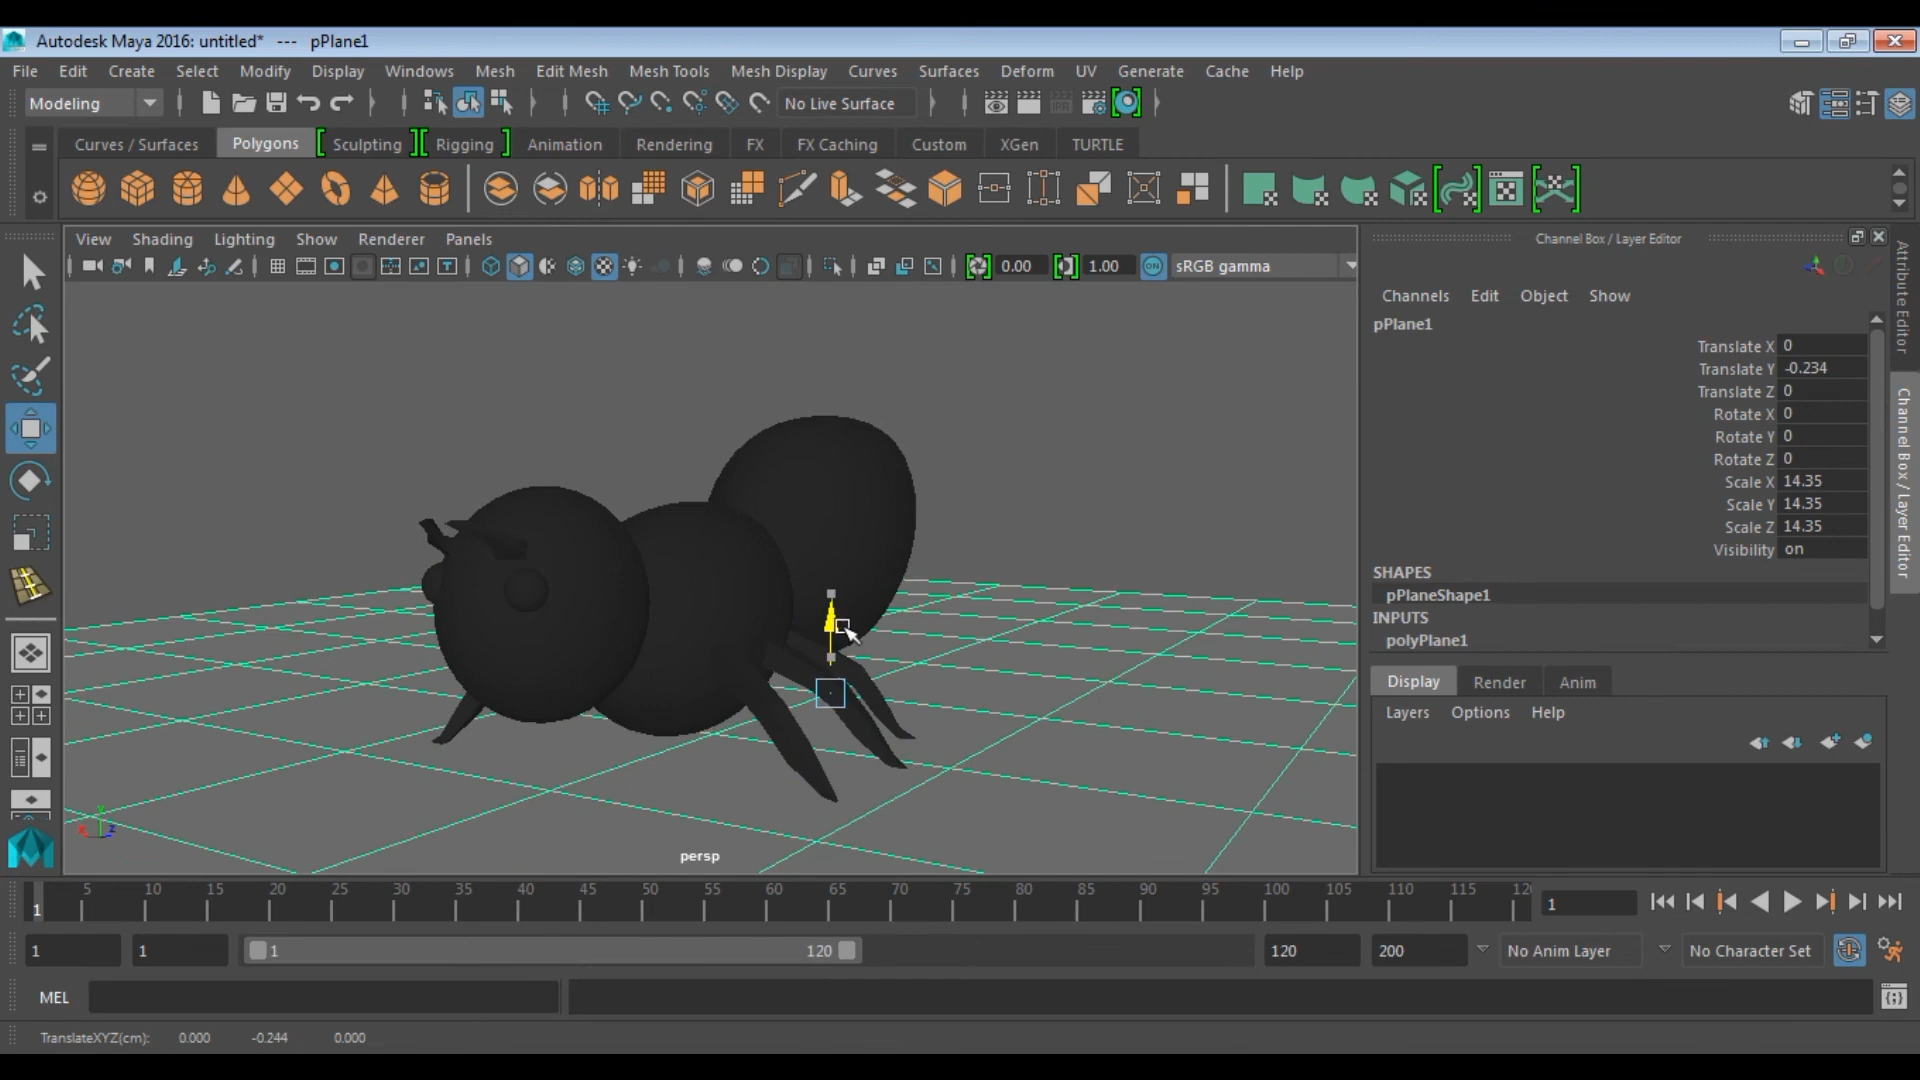 Autodesk Maya 2016: untitled* --- pPlane1
File Edit Create Select Modify Display Windows Mesh Edit Mesh Mesh Tools Mesh Display Curves Surfaces Deform UV Generate Cache Help
Modeling No Live Surface
Curves / Surfaces Polygons Sculpting Rigging Animation Rendering FX FX Caching Custom XGen TURTLE
View Shading Lighting Show Renderer Panels
0.00 1.00 ON sRGB gamma
Channel Box / Layer Editor
Channels Edit Object Show
pPlane1
Translate X 0
Translate Y -0.234
Translate Z 0
Rotate X 0
Rotate Y 0
Rotate Z 0
Scale X 14.35
Scale Y 14.35
Scale Z 14.35
Visibility on
SHAPES
pPlaneShape1
INPUTS
polyPlane1
Display Render Anim
Layers Options Help
Attribute Editor
Channel Box / Layer Editor
y
x z
persp
5 10 15 20 25 30 35 40 45 50 55 60 65 70 75 80 85 90 95 100 105 110 115 12
1 1
1 1 1 120 120 200 No Anim Layer No Character Set
MEL
TranslateXYZ(cm): 0.000 -0.244 0.000